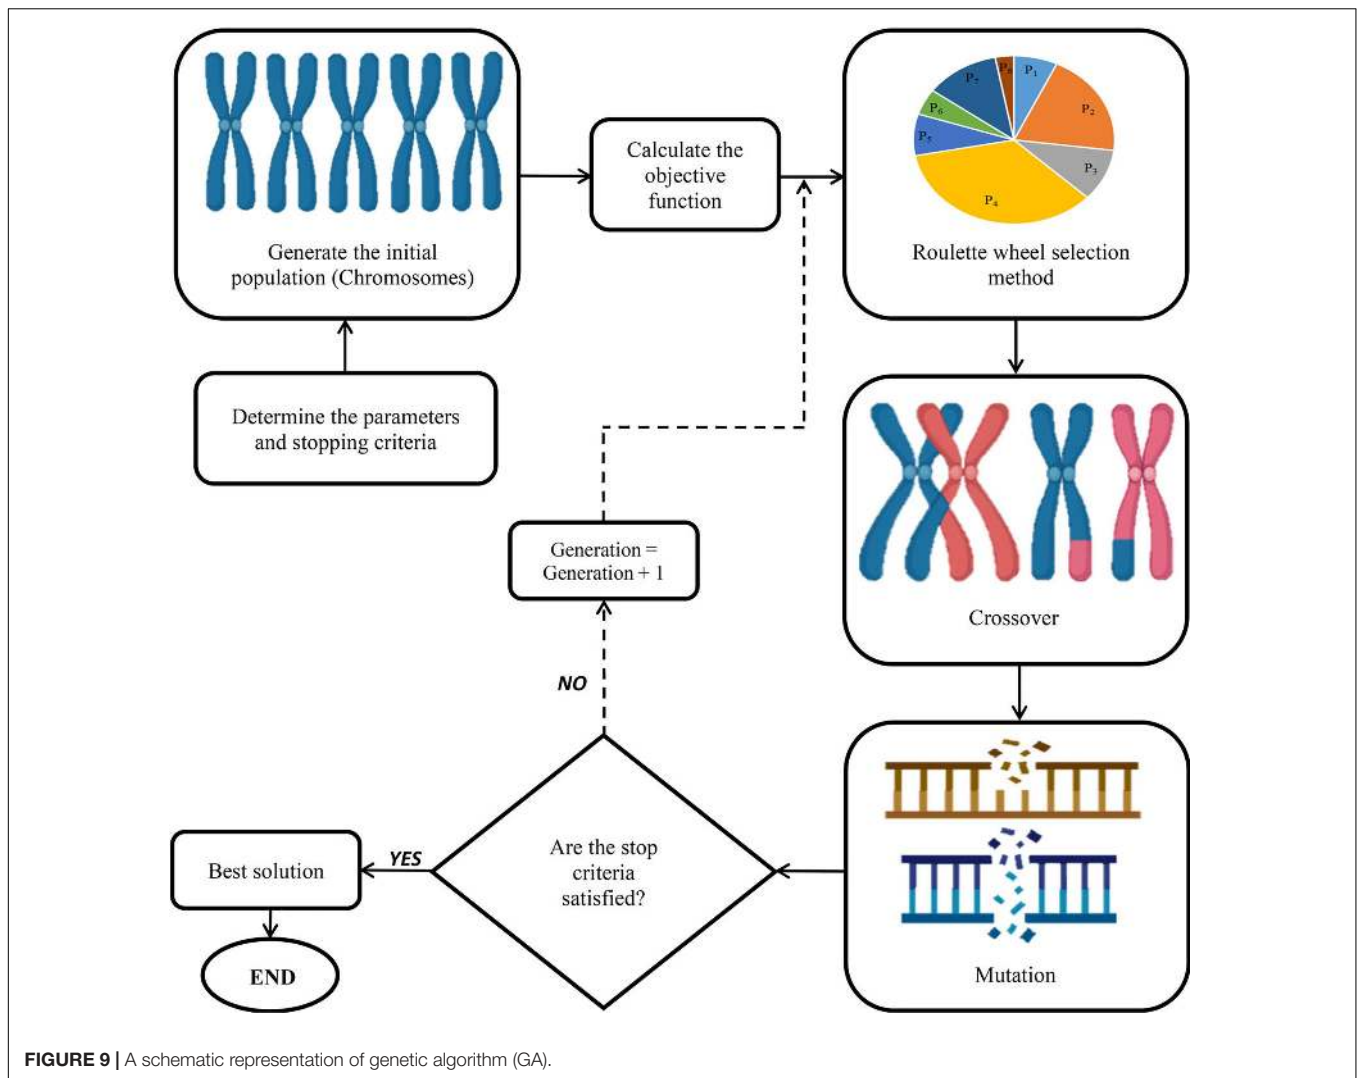 Determine the parameters
and stopping criteria
Generate the initial
population (Chromosomes)
Calculate the
objective
function
P₁
P₂
P₃
P₄
P₅
P₆
P₇
P₈
Roulette wheel selection
method
Crossover
Mutation
Are the stop
criteria
satisfied?
NO
Generation =
Generation + 1
YES
Best solution
END
FIGURE 9 | A schematic representation of genetic algorithm (GA).